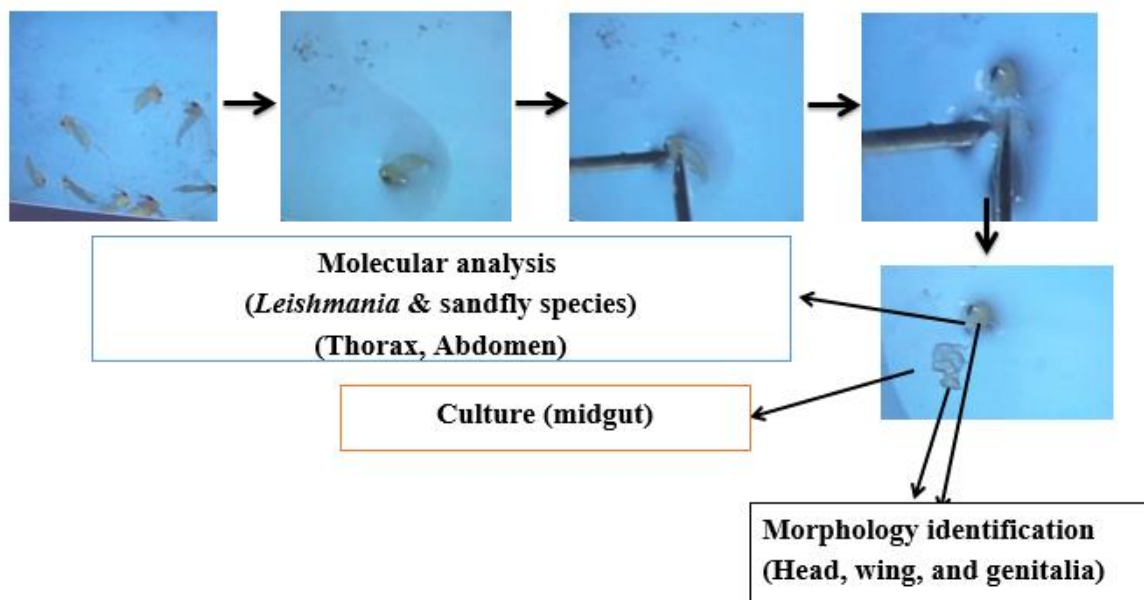 Molecular analysis
(Leishmania & sandfly species)
(Thorax, Abdomen)
Culture (midgut)
Morphology identification
(Head, wing, and genitalia)